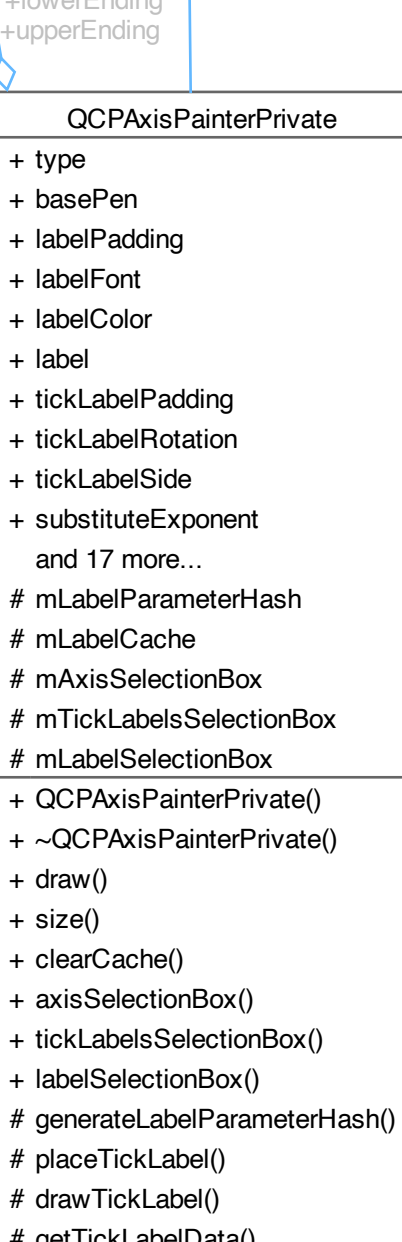 +lowerEnding
+upperEnding
QCPAxisPainterPrivate
+ type
+ basePen
+ labelPadding
+ labelFont
+ labelColor
+ label
+ tickLabelPadding
+ tickLabelRotation
+ tickLabelSide
+ substituteExponent
and 17 more...
# mLabelParameterHash
# mLabelCache
# mAxisSelectionBox
# mTickLabelsSelectionBox
# mLabelSelectionBox
+ QCPAxisPainterPrivate()
+ ~QCPAxisPainterPrivate()
+ draw()
+ size()
+ clearCache()
+ axisSelectionBox()
+ tickLabelsSelectionBox()
+ labelSelectionBox()
# generateLabelParameterHash()
# placeTickLabel()
# drawTickLabel()
# getTickLabelData()